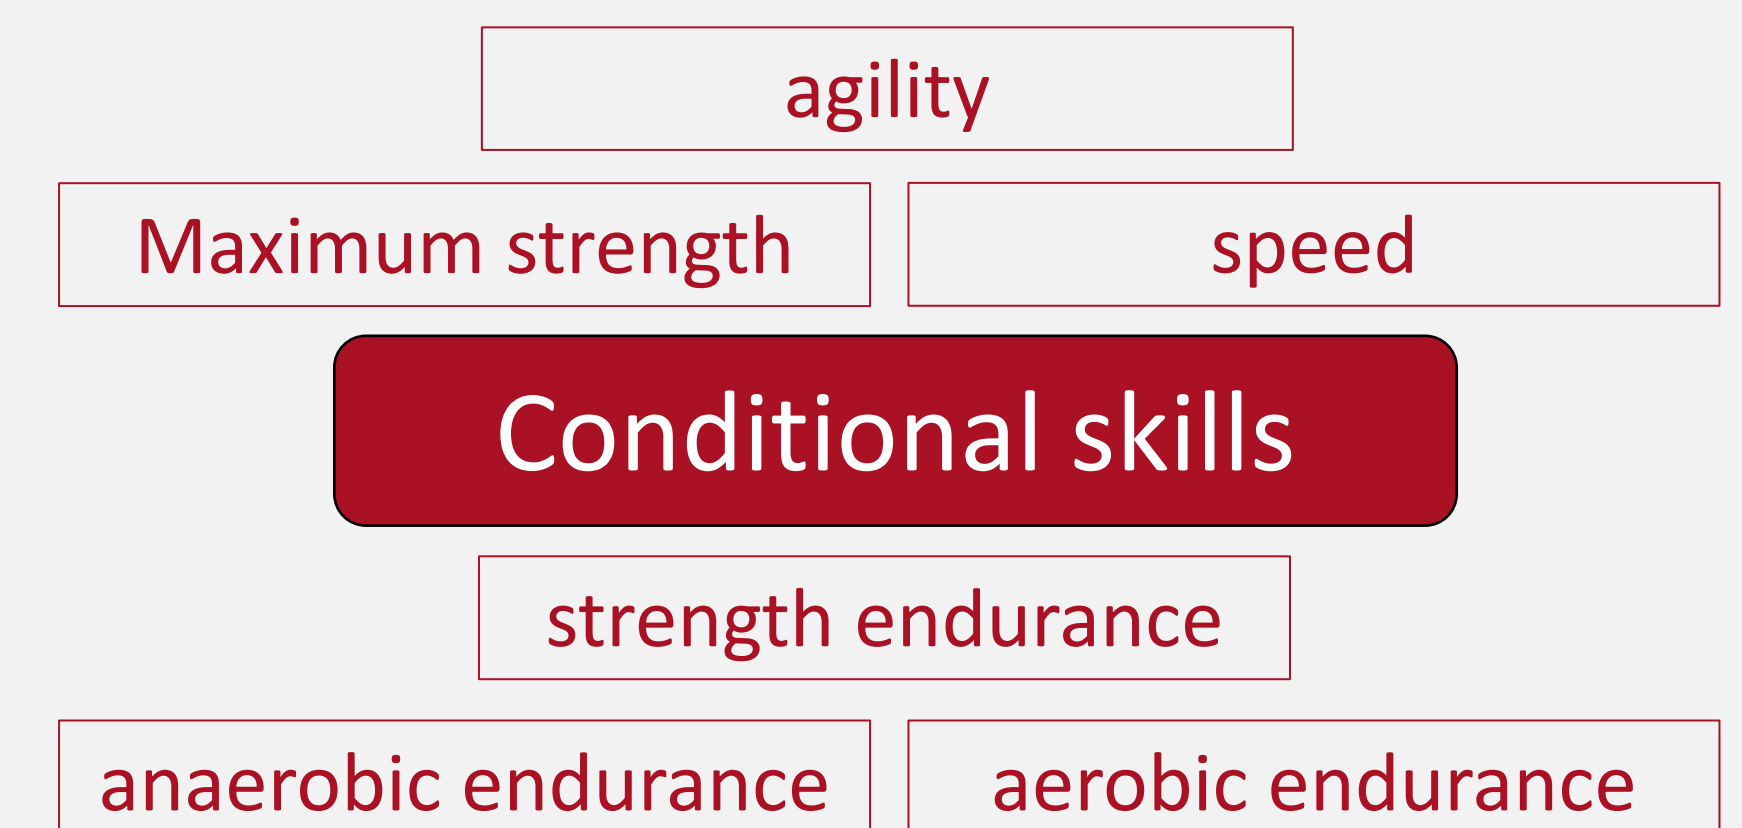 agility
Maximum strength
speed
Conditional skills
strength endurance
anaerobic endurance
aerobic endurance